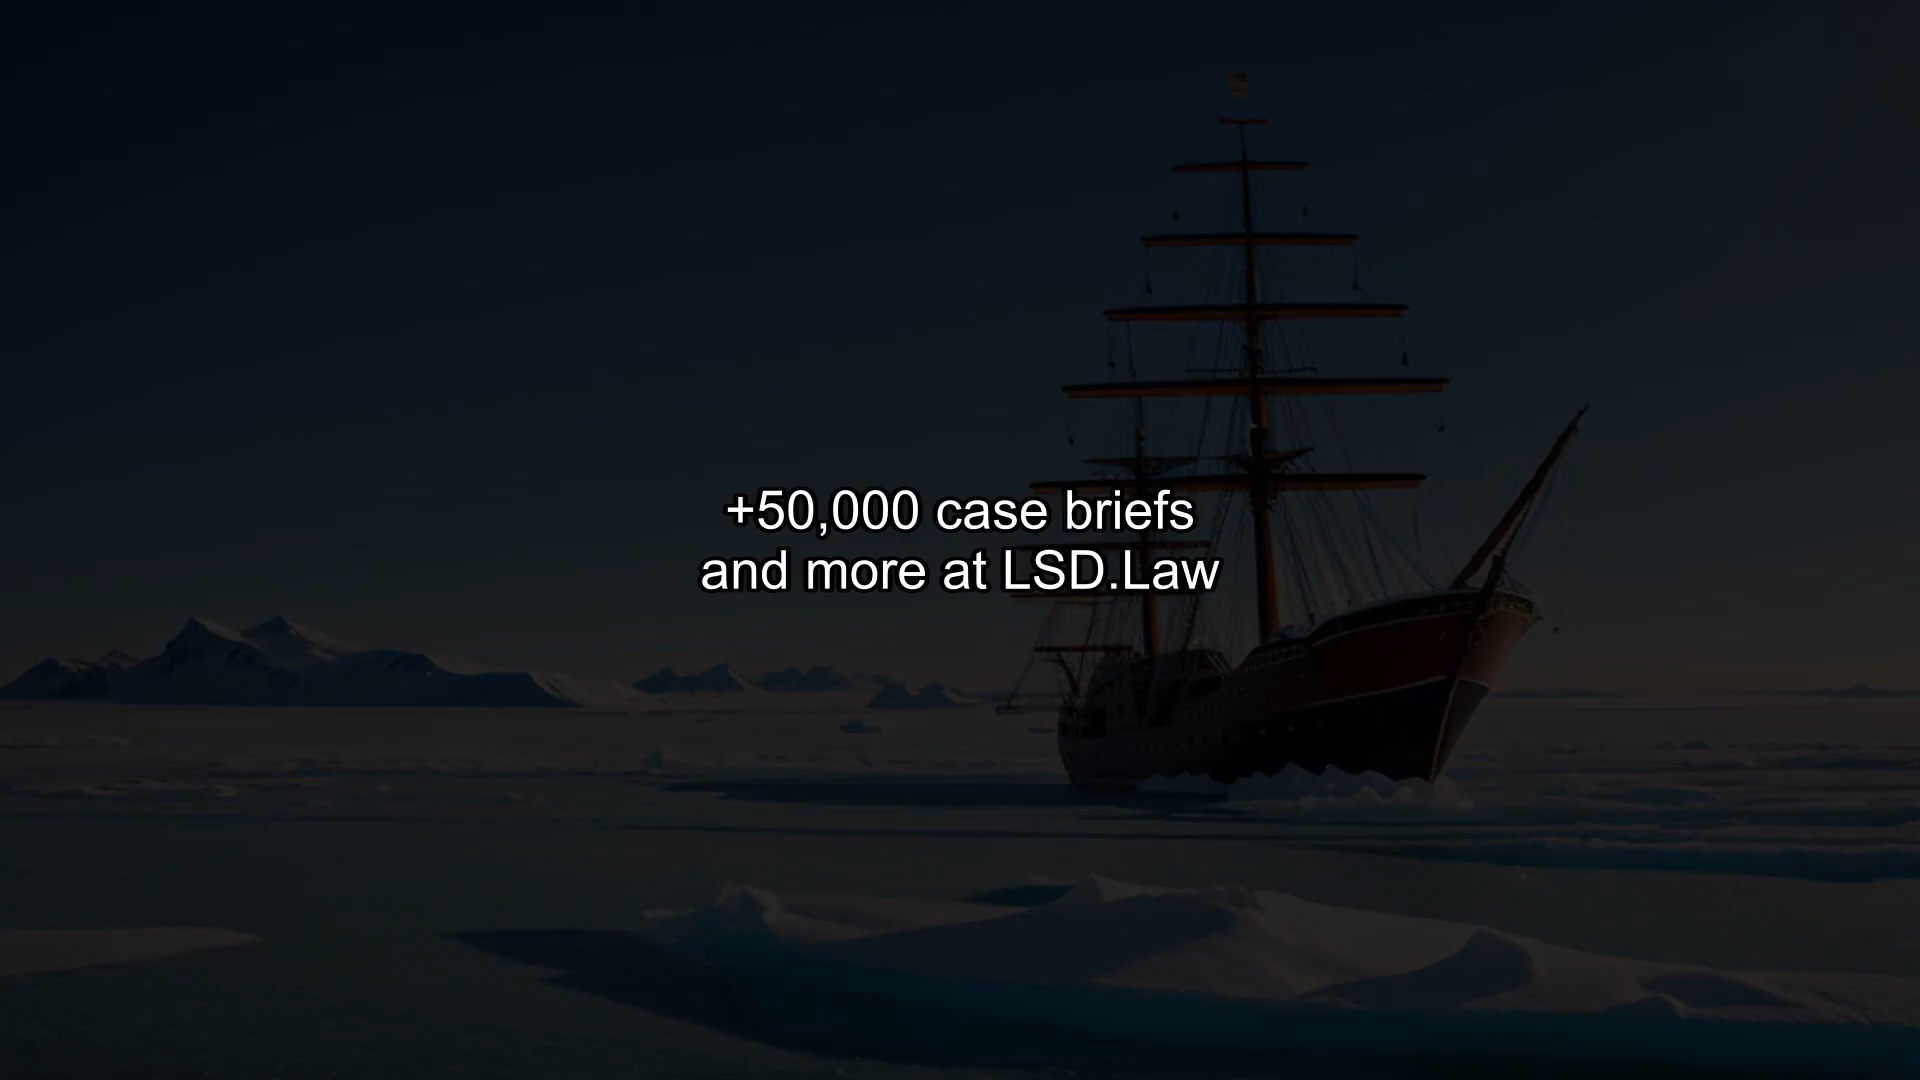 +50,000 case briefs
and more at LSD.Law